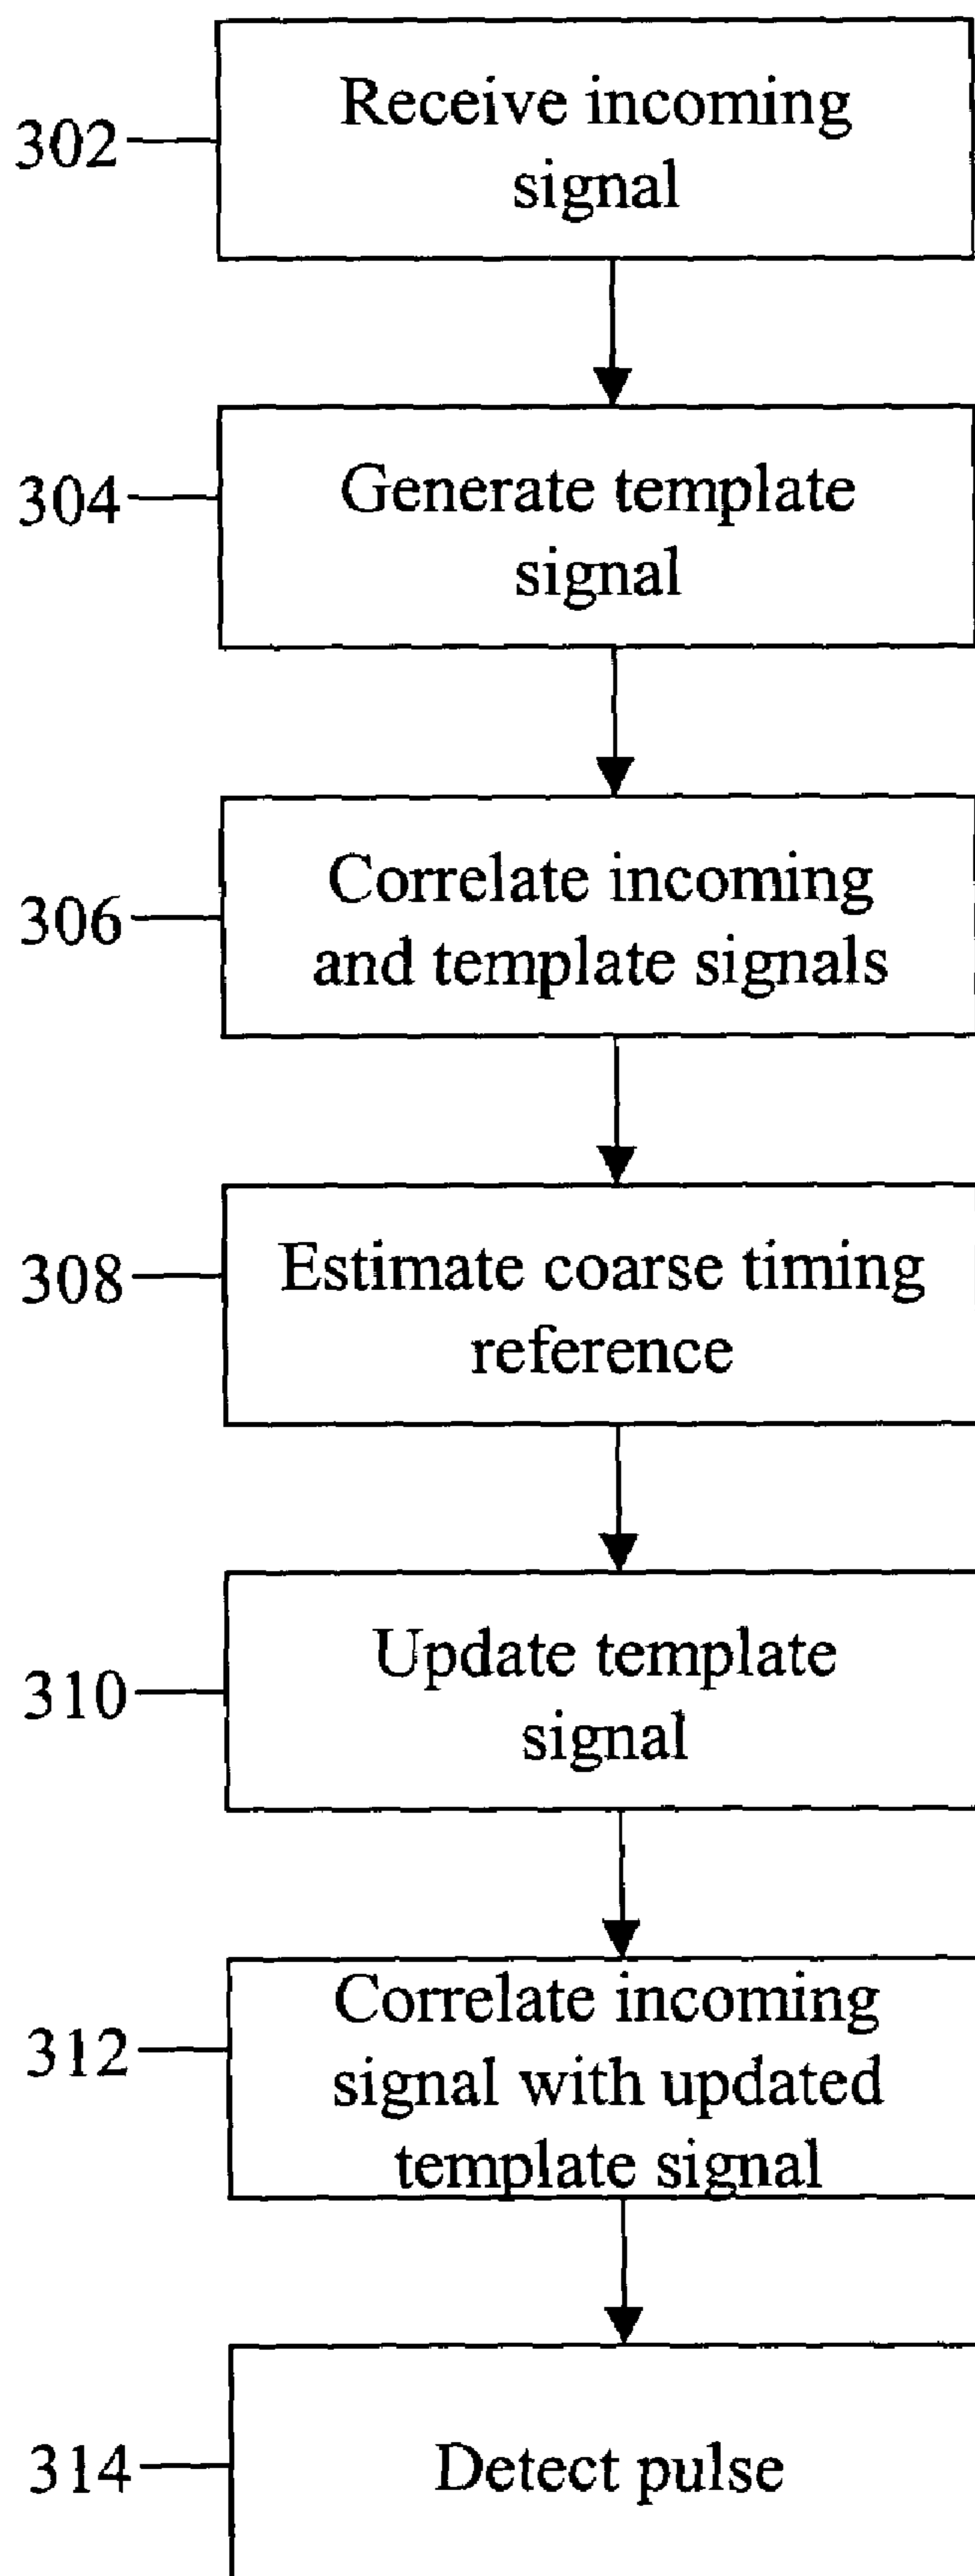 302
Receive incoming
signal
304
Generate template
signal
306
Correlate incoming
and template signals
308
Estimate coarse timing
reference
310
Update template
signal
312
Correlate incoming
signal with updated
template signal
314
Detect pulse